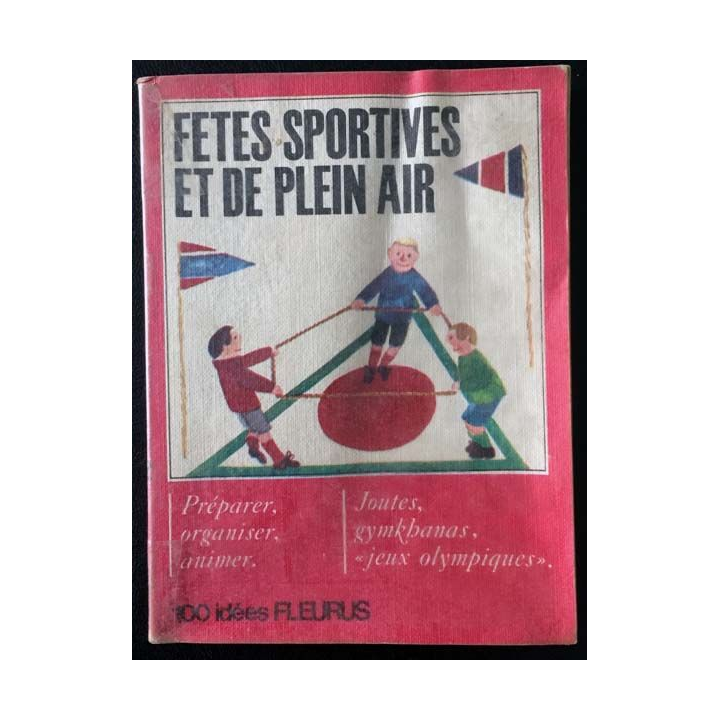 FETES SPORTIVES
ET DE PLEIN AIR
Préparer,
organiser,
animer.
Joutes,
gymkhanas,
«jeux olympiques».
100 idées FLEURUS